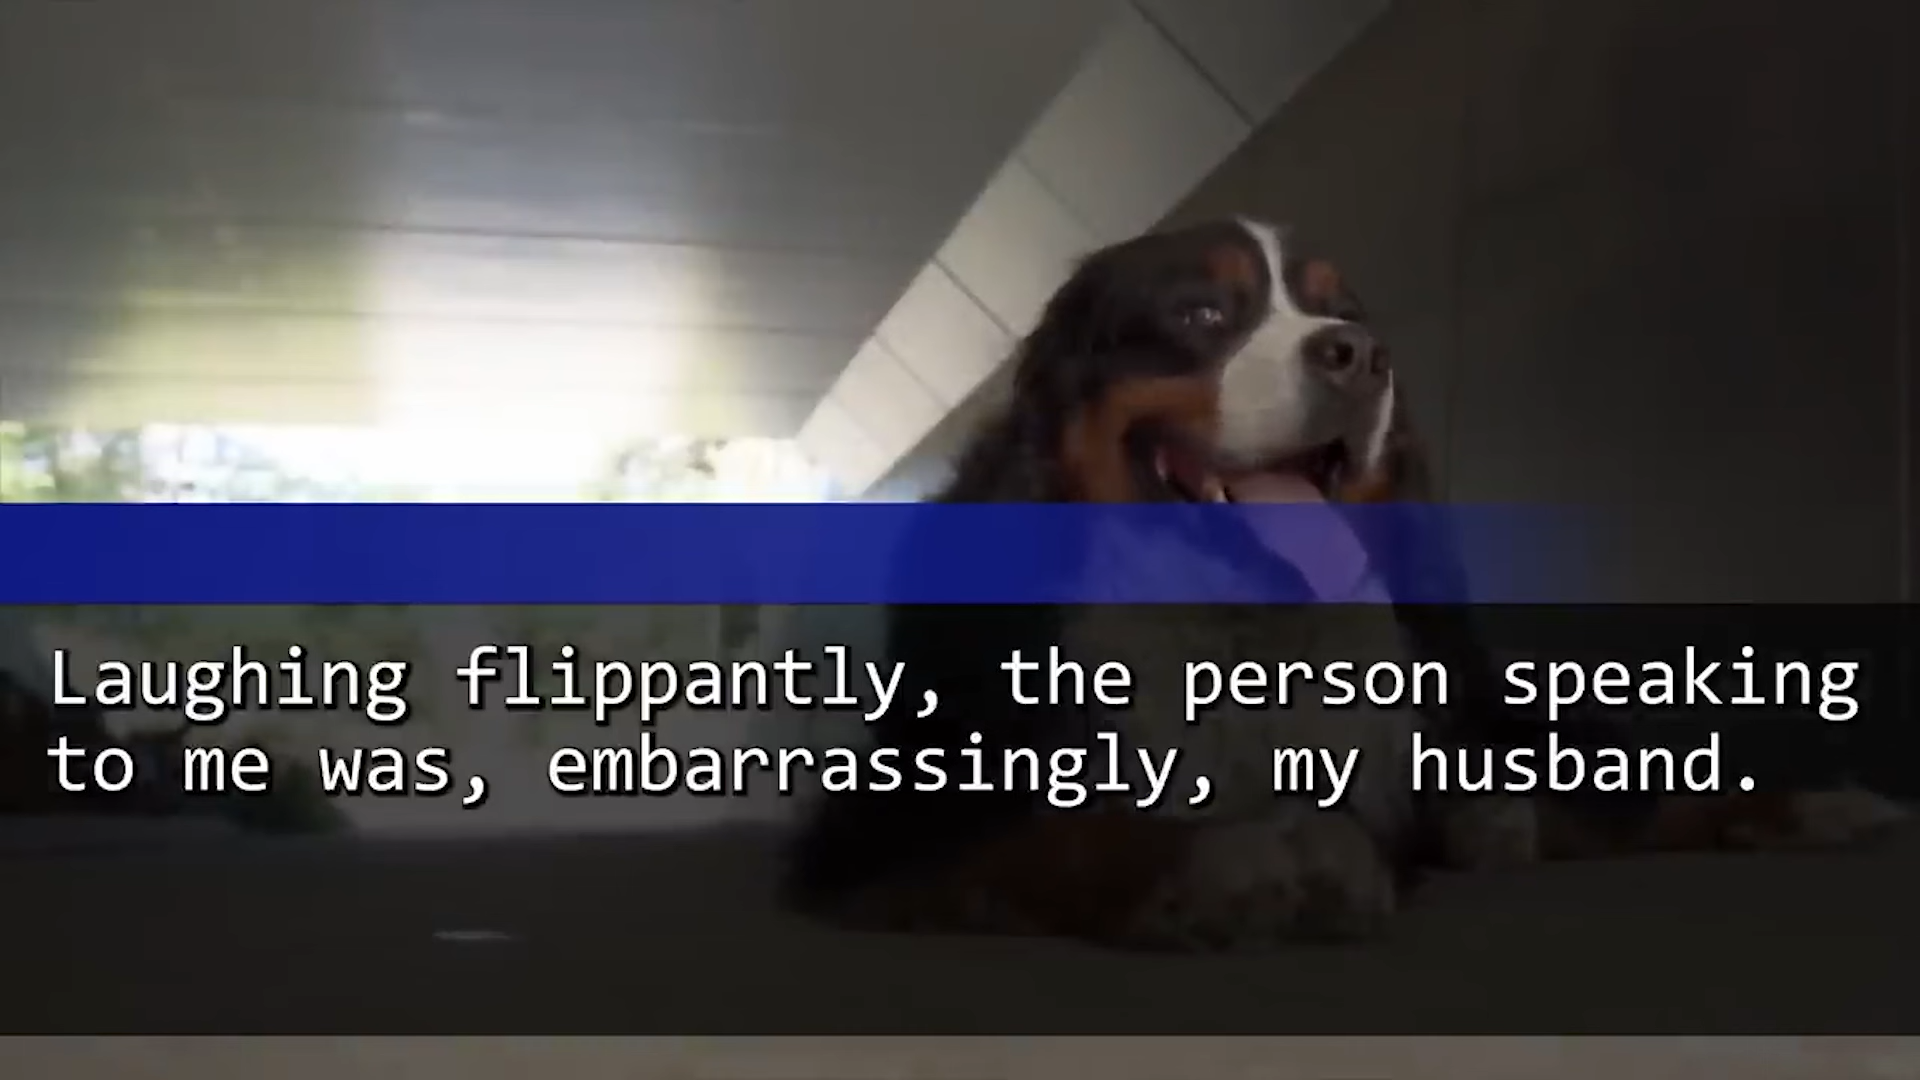 Laughing flippantly, the person speaking
to me was, embarrassingly, my husband.